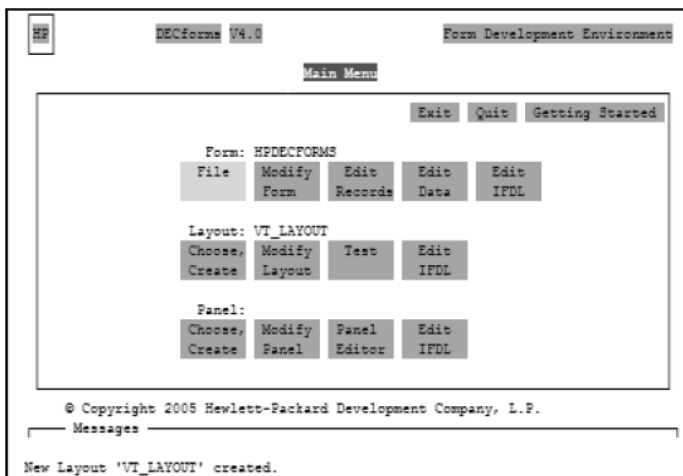 HP DECforms V4.0 Form Development Environment
Main Menu
Exit Quit Getting Started
Form: HPDECFORMS
File Modify Edit Edit Edit
Form Records Data IFDL
Layout: VT_LAYOUT
Choose, Modify Test Edit
Create Layout IFDL
Panel:
Choose, Modify Panel Edit
Create Panel Editor IFDL
© Copyright 2005 Hewlett-Packard Development Company, L.P.
Messages
New Layout 'VT_LAYOUT' created.